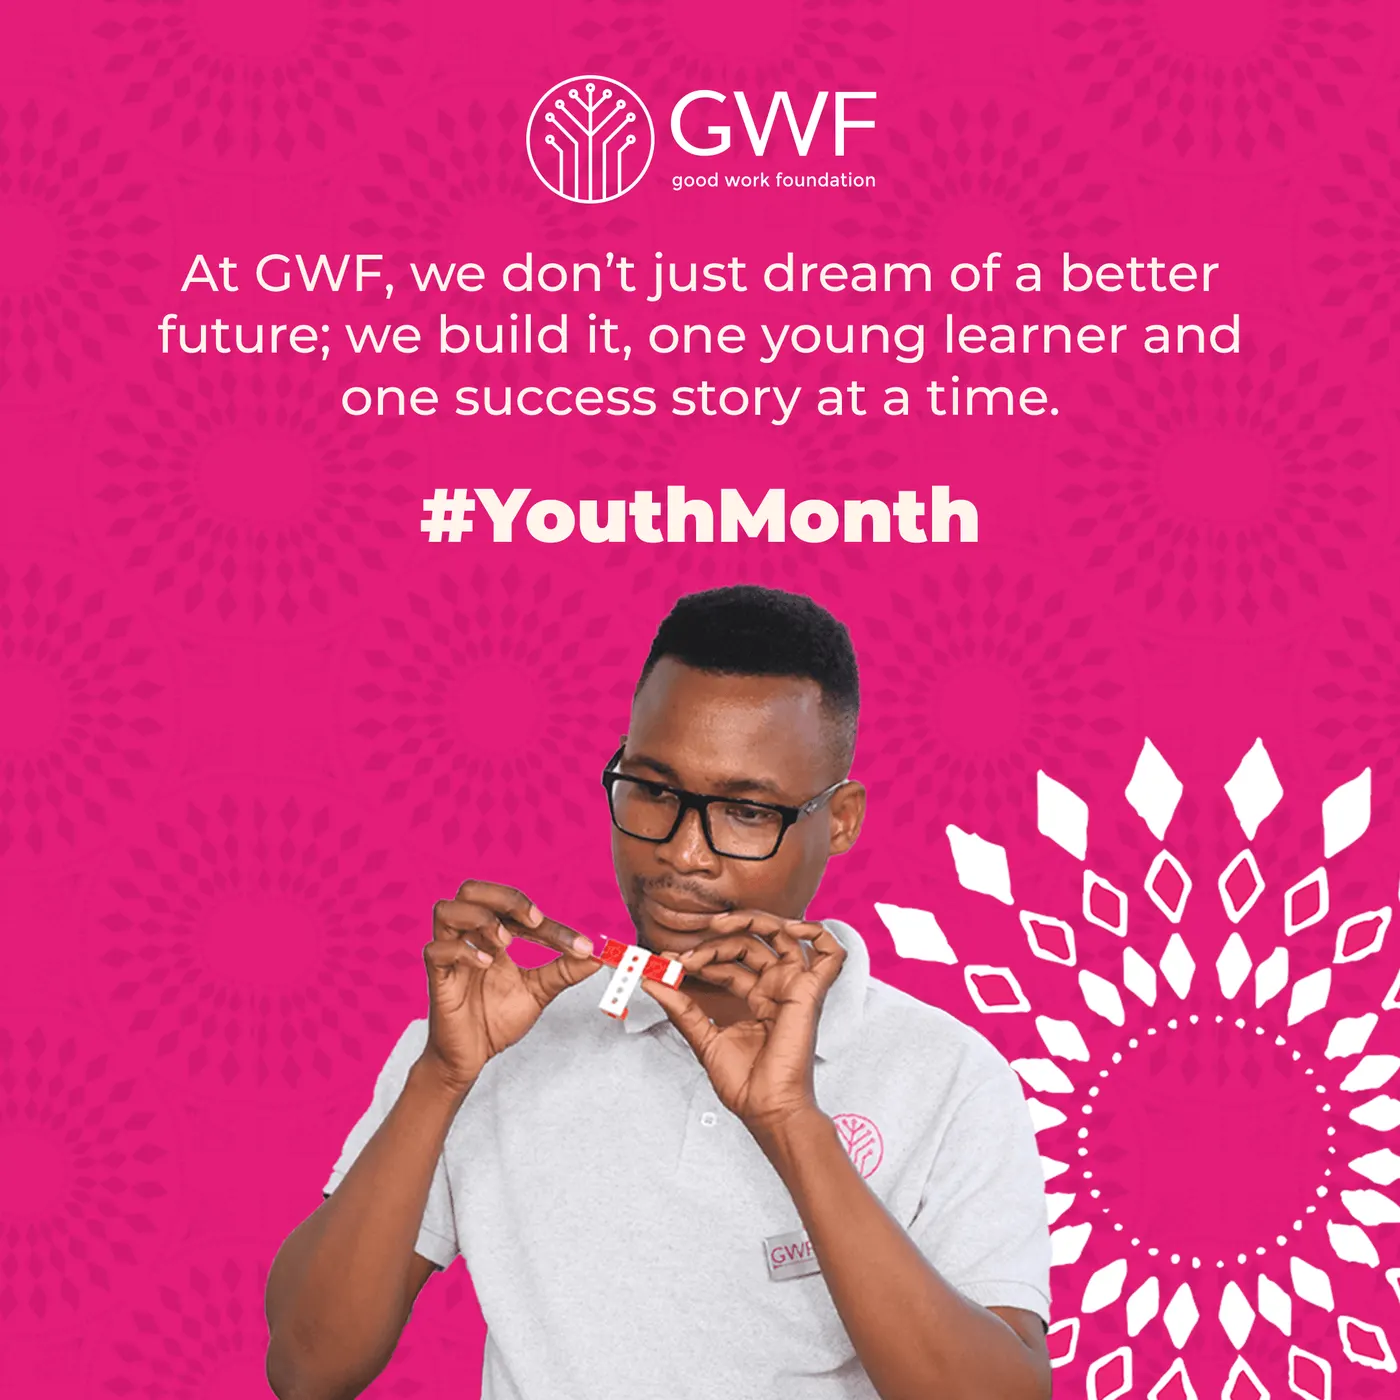 GWF
good work foundation
At GWF, we don’t just dream of a better
future; we build it, one young learner and
one success story at a time.
#YouthMonth
GWF